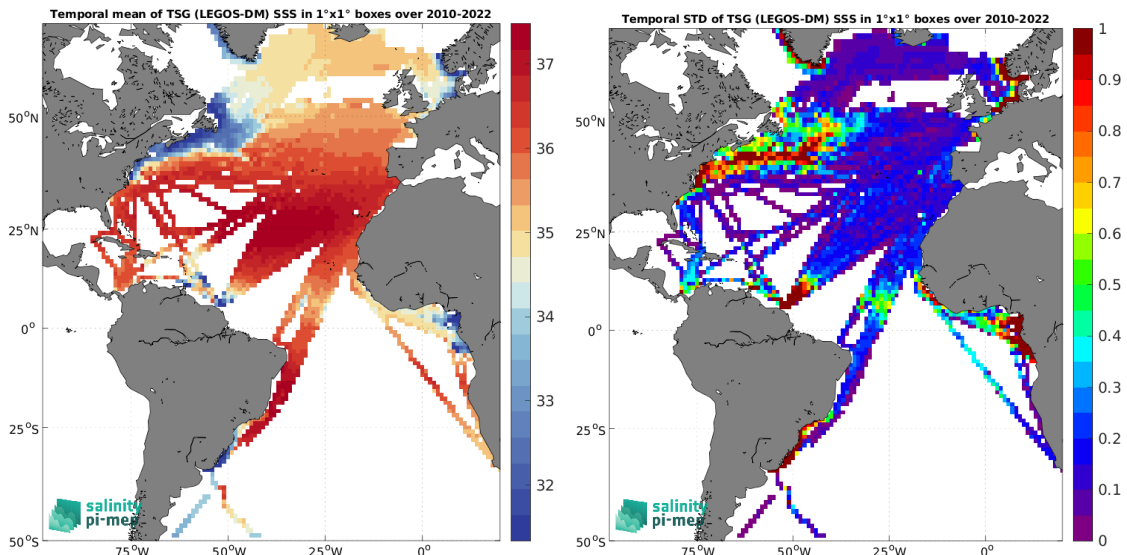 Temporal mean of TSG (LEGOS-DM) SSS in 1°x1° boxes over 2010-2022
50°N
25°N
0°
25°S
50°S
75°W
50°W
25°W
0°
37
36
35
34
33
32
salinity
pi-mep
Temporal STD of TSG (LEGOS-DM) SSS in 1°x1° boxes over 2010-2022
50°N
25°N
0°
25°S
50°S
75°W
50°W
25°W
0°
1
0.9
0.8
0.7
0.6
0.5
0.4
0.3
0.2
0.1
0
salinity
pi-mep